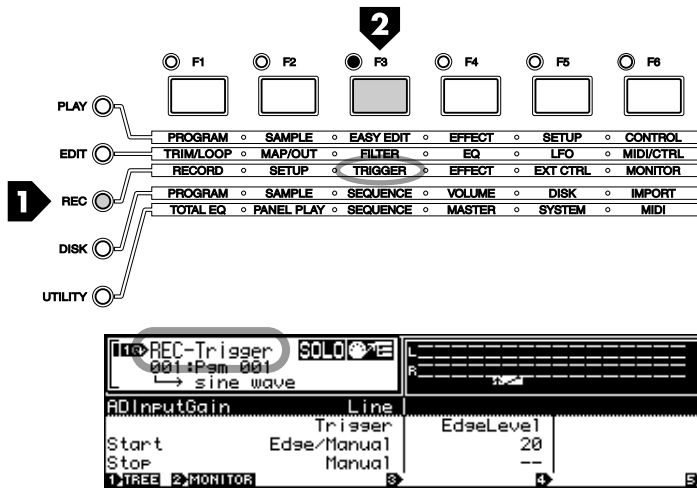 2
F1 F2 F3 F4 F5 F6
PLAY
PROGRAM SAMPLE EASY EDIT EFFECT SETUP CONTROL
EDIT
TRIM/LOOP MAP/OUT FILTER EQ LFO MIDI/CTRL
RECORD SETUP TRIGGER EFFECT EXT CTRL MONITOR
1 REC
PROGRAM SAMPLE SEQUENCE VOLUME DISK IMPORT
TOTAL EQ PANEL PLAY SEQUENCE MASTER SYSTEM MIDI
DISK
UTILITY
REC-Trigger SOLO
001:Pgm 001
sine wave
L
R
ADInputGain Line
Trigger EdgeLevel
Start Edge/Manual 20
Stop Manual --
1 TREE 2 MONITOR 3 4 5